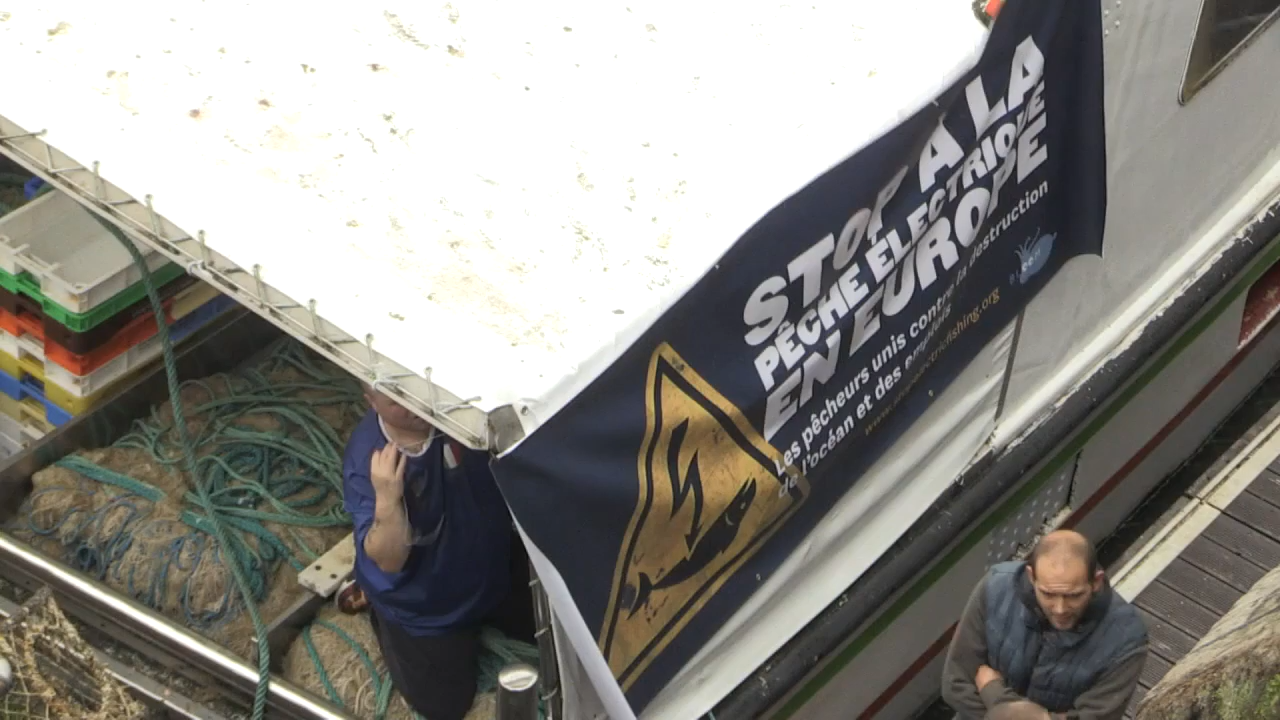 STOP À LA
PÊCHE ÉLECTRIQUE
EN EUROPE
Les pêcheurs unis contre la destruction
de l'océan et des emplois